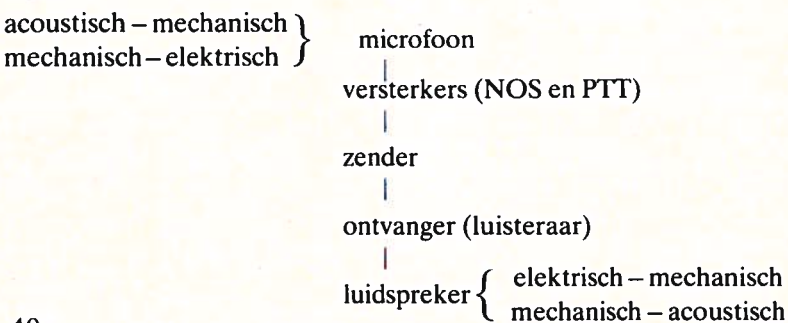 acoustisch – mechanisch
mechanisch – elektrisch
microfoon
versterkers (NOS en PTT)
zender
ontvanger (luisteraar)
luidspreker
elektrisch – mechanisch
mechanisch – acoustisch